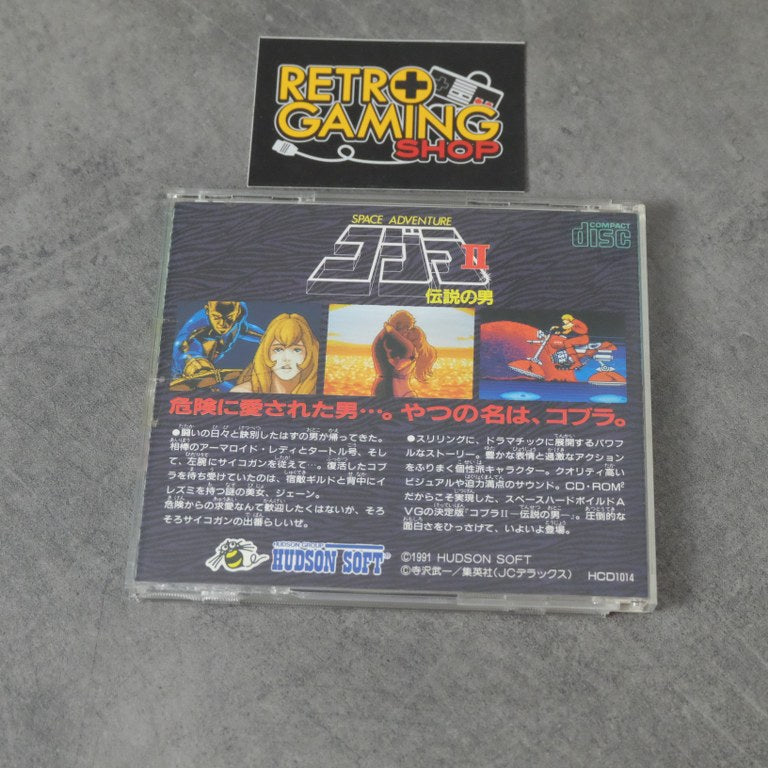 RETRO
GAMING
SHOP
SPACE ADVENTURE
コブラII
伝説の男
COMPACT
disc
危険に愛された男…。やつの名は、コブラ。
●闘いの日々と訣別したはずの男が帰ってきた。
相棒のアーマロイド・レディとタートル号、そし
て、左腕にサイコガンを従えて…。復活したコブ
ラを待ち受けていたのは、宿敵ギルドと背中にイ
レズミを持つ謎の美女、ジェーン。
危険からの求愛なんて歓迎したくはないが、そろ
そろサイコガンの出番らしいぜ。
●スリリングに、ドラマチックに展開するパワフ
ルなストーリー。豊かな表情と過激なアクション
をふりまく個性派キャラクター。クオリティ高い
ビジュアルや迫力満点のサウンド。CD・ROM²
だからこそ実現した、スペースハードボイルドA
VGの決定版『コブラII―伝説の男―』。圧倒的な
面白さをひっさげて、いよいよ登場。
HUDSON GROUP
HUDSON SOFT®
©1991 HUDSON SOFT
©寺沢武一/集英社(JCデラックス)
HCD1014